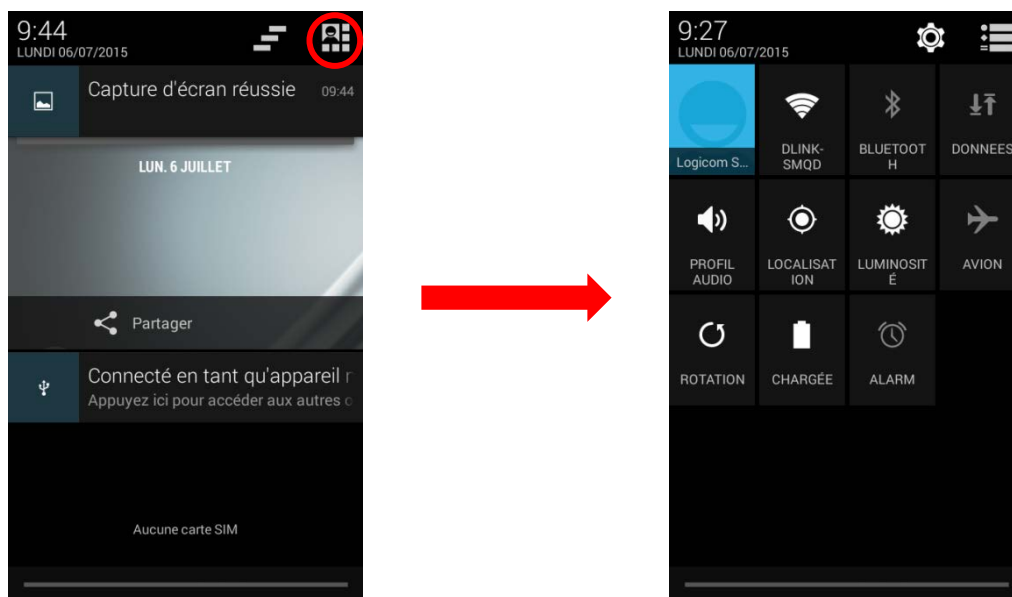 9:44
LUNDI 06/07/2015
Capture d'écran réussie 09:44
LUN. 6 JUILLET
Partager
Connecté en tant qu'appareil
Appuyez ici pour accéder aux autres
Aucune carte SIM
9:27
LUNDI 06/07/2015
Logicom S...
DLINK-
SMQD
BLUETOOT
H
DONNEES
PROFIL
AUDIO
LOCALISAT
ION
LUMINOSIT
É
AVION
ROTATION
CHARGÉE
ALARM